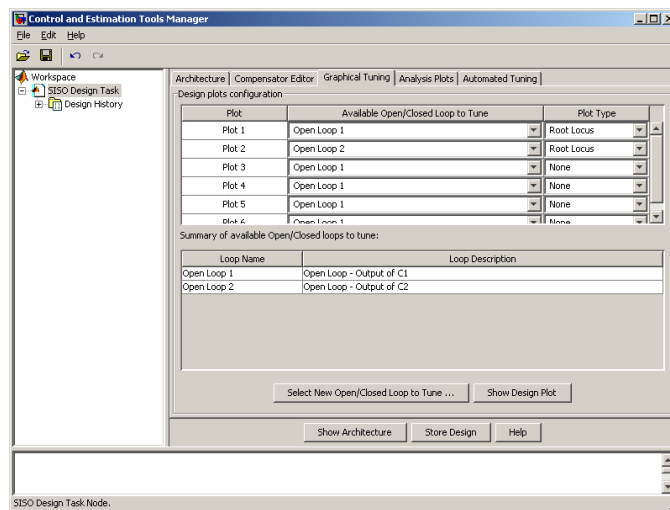 Control and Estimation Tools Manager
File Edit Help
Workspace
SISO Design Task
Design History
Architecture Compensator Editor Graphical Tuning Analysis Plots Automated Tuning
Design plots configuration
Plot Available Open/Closed Loop to Tune Plot Type
Plot 1 Open Loop 1 Root Locus
Plot 2 Open Loop 2 Root Locus
Plot 3 Open Loop 1 None
Plot 4 Open Loop 1 None
Plot 5 Open Loop 1 None
Plot 6 Open Loop 1 None
Summary of available Open/Closed loops to tune:
Loop Name Loop Description
Open Loop 1 Open Loop - Output of C1
Open Loop 2 Open Loop - Output of C2
Select New Open/Closed Loop to Tune ... Show Design Plot
Show Architecture Store Design Help
SISO Design Task Node.